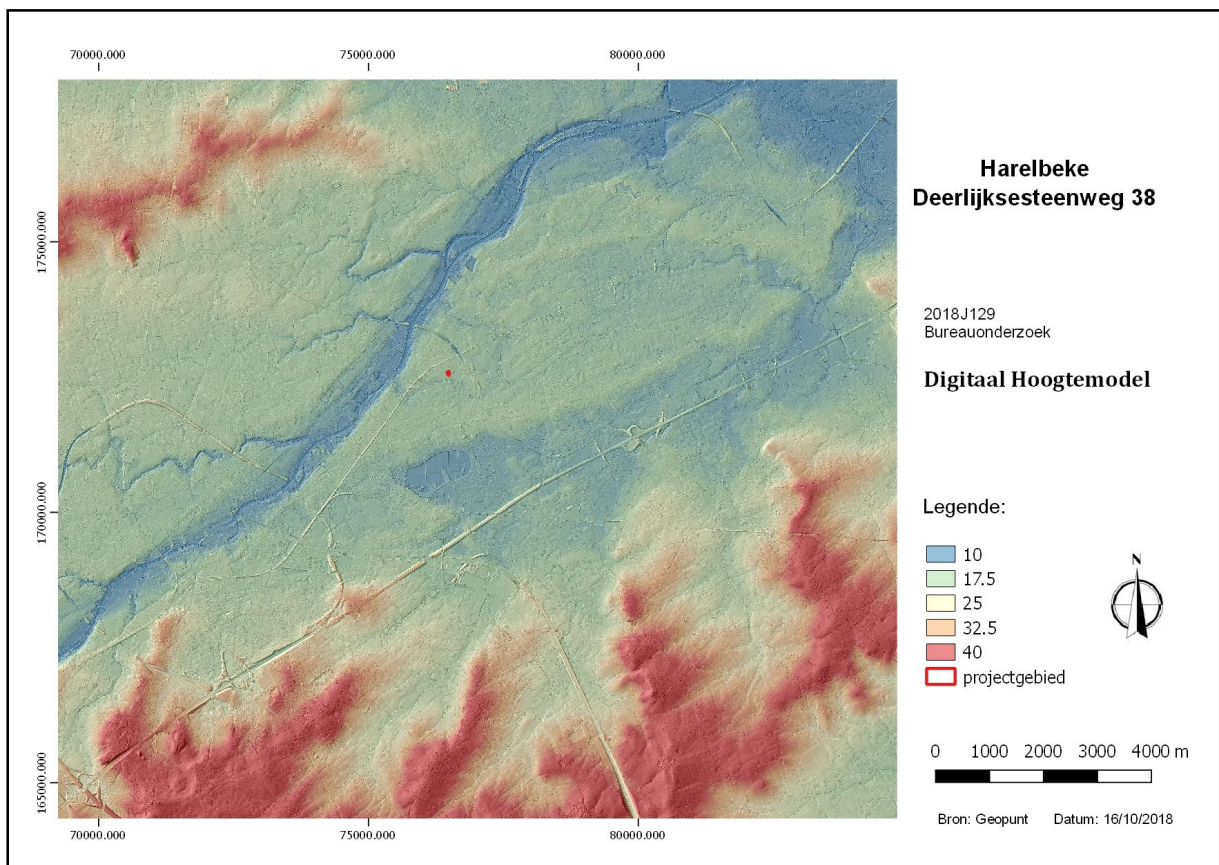 70000.000
75000.000
80000.000
175000.000
170000.000
165000.000
70000.000
75000.000
80000.000
Harelbeke
Deerlijksesteenweg 38
2018J129
Bureauonderzoek
Digitaal Hoogtemodel
Legende:
10
17.5
25
32.5
40
projectgebied
N
0 1000 2000 3000 4000 m
Bron: Geopunt Datum: 16/10/2018